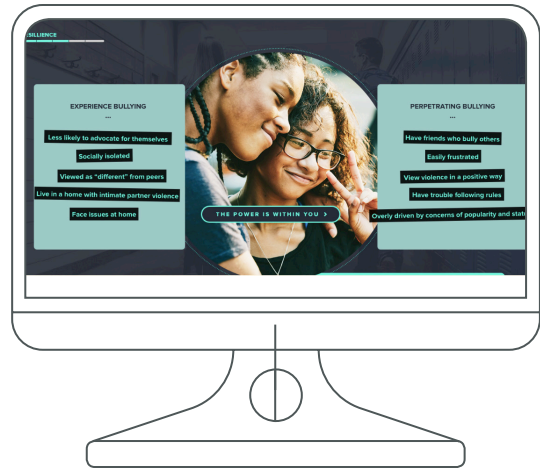 SILLIENCE
EXPERIENCE BULLYING
...
Less likely to advocate for themselves
Socially isolated
Viewed as "different" from peers
Live in a home with intimate partner violence
Face issues at home
THE POWER IS WITHIN YOU >
PERPETRATING BULLYING
...
Have friends who bully others
Easily frustrated
View violence in a positive way
Have trouble following rules
Overly driven by concerns of popularity and statu